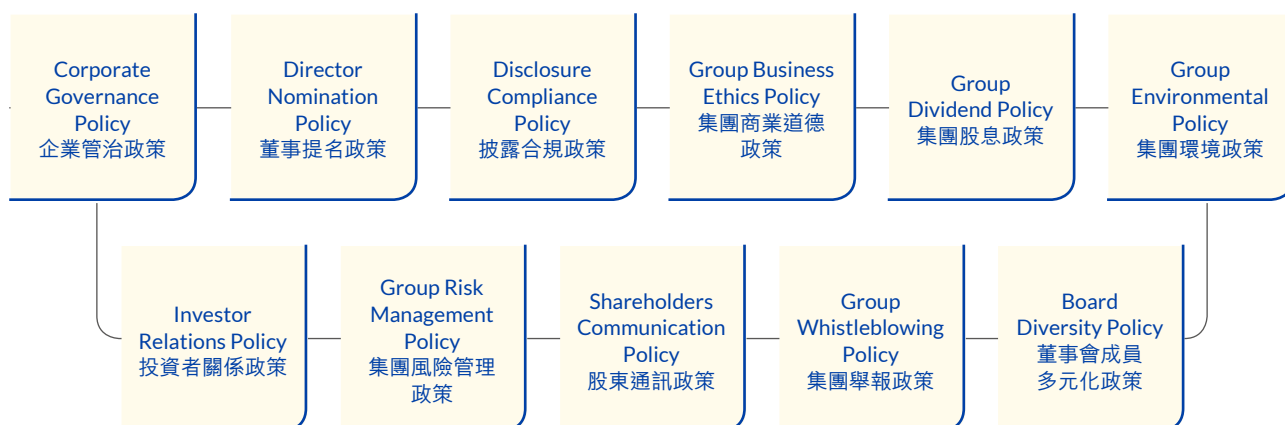 Corporate
Governance
Policy
企業管治政策
Director
Nomination
Policy
董事提名政策
Disclosure
Compliance
Policy
披露合規政策
Group Business
Ethics Policy
集團商業道德
政策
Group
Dividend Policy
集團股息政策
Group
Environmental
Policy
集團環境政策
Investor
Relations Policy
投資者關係政策
Group Risk
Management
Policy
集團風險管理
政策
Shareholders
Communication
Policy
股東通訊政策
Group
Whistleblowing
Policy
集團舉報政策
Board
Diversity Policy
董事會成員
多元化政策